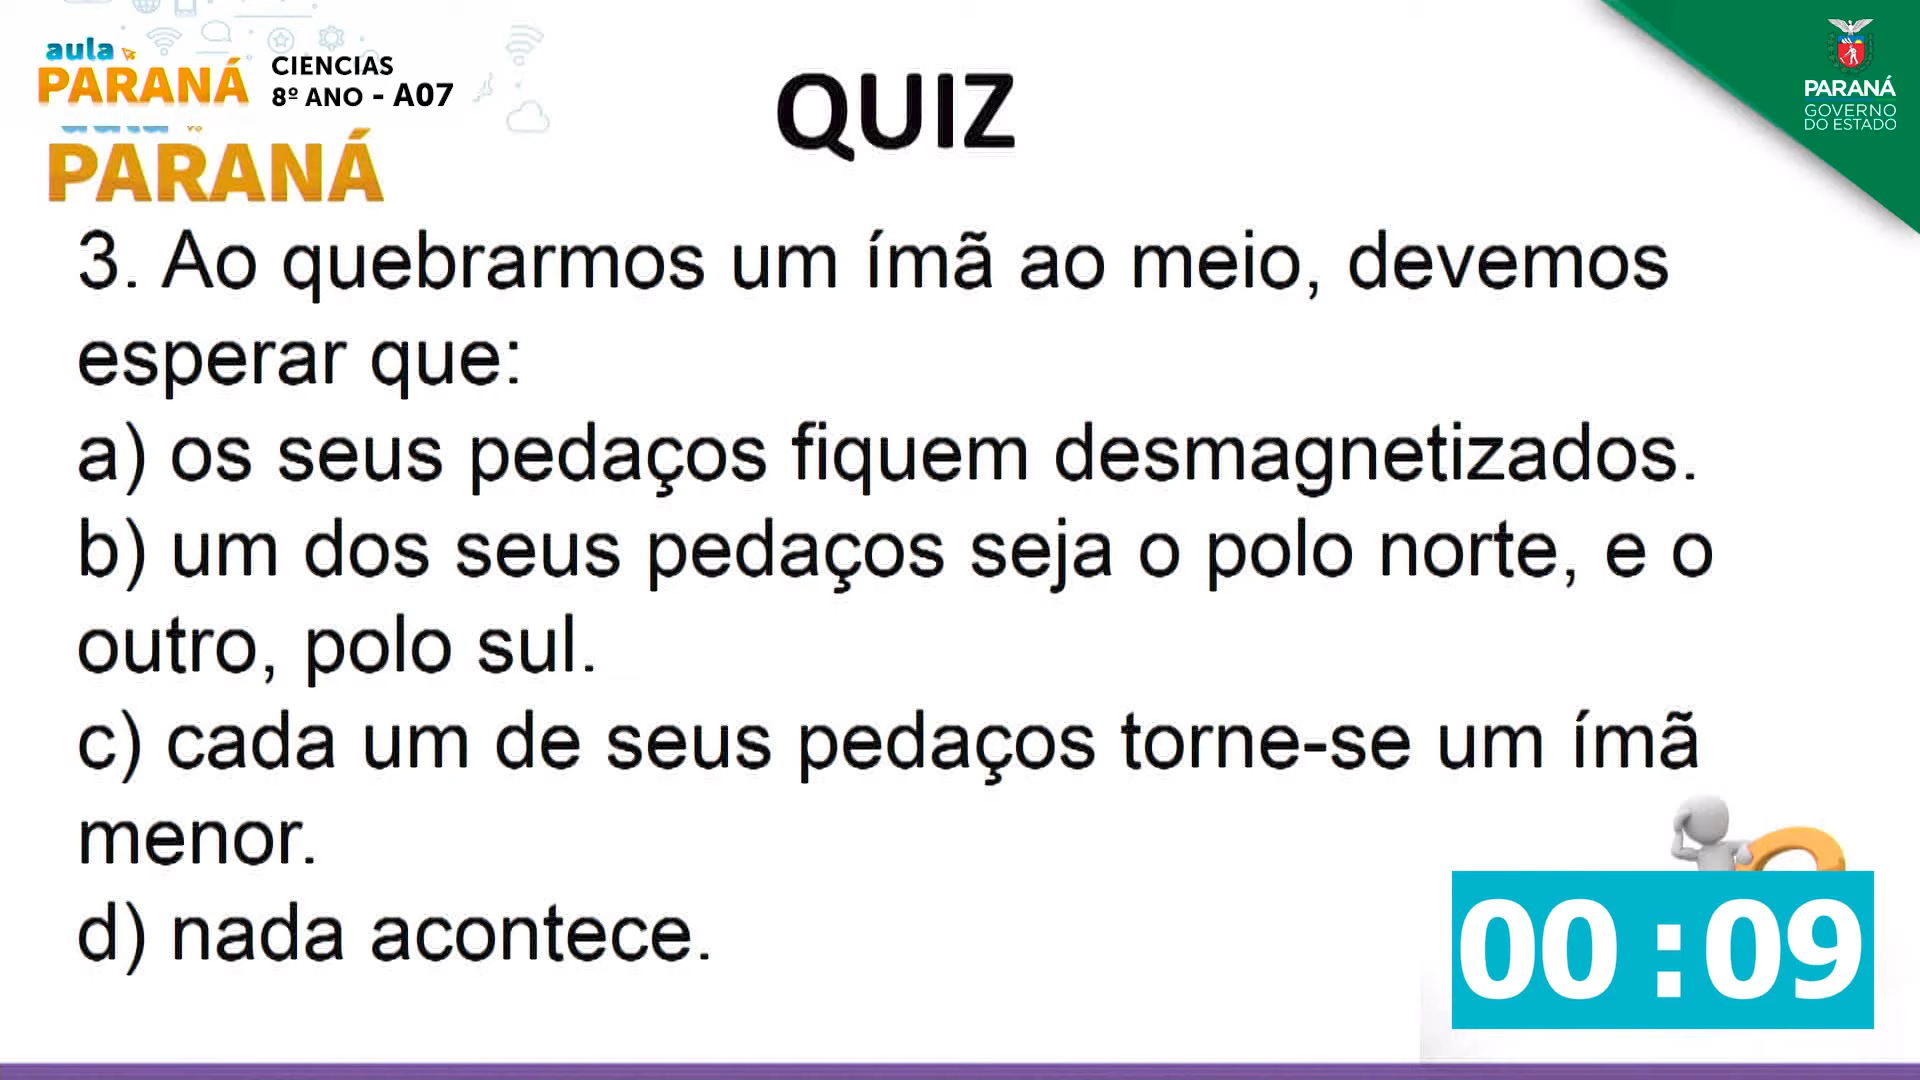 aula
PARANÁ
CIENCIAS
8º ANO - A07
PARANÁ
QUIZ
PARANÁ
GOVERNO
DO ESTADO
3. Ao quebrarmos um ímã ao meio, devemos
esperar que:
a) os seus pedaços fiquem desmagnetizados.
b) um dos seus pedaços seja o polo norte, e o
outro, polo sul.
c) cada um de seus pedaços torne-se um ímã
menor.
d) nada acontece.
00:09